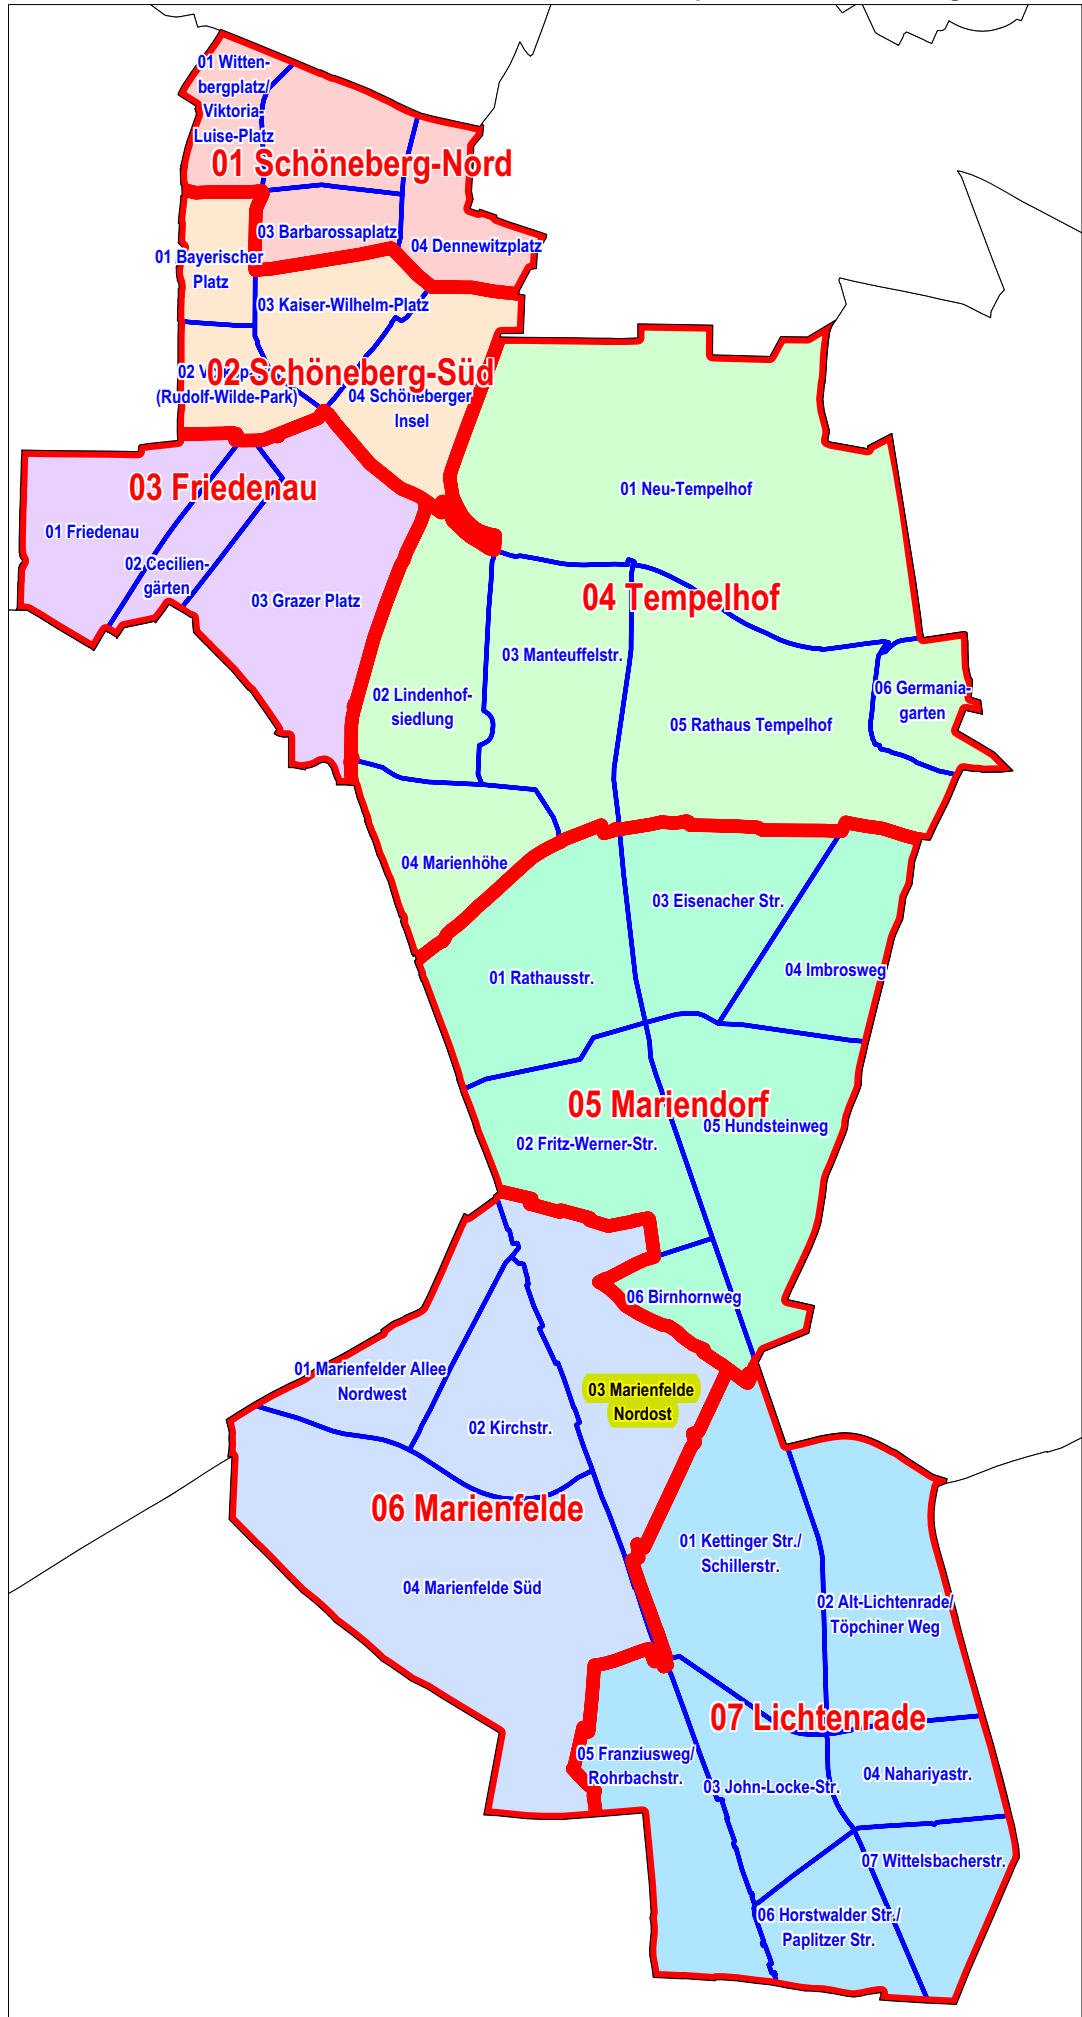 01 Witten-
bergplatz/
Viktoria-
Luise-Platz
01 Schöneberg-Nord
03 Barbarossaplatz
04 Dennewitzplatz
01 Bayerischer
Platz
03 Kaiser-Wilhelm-Platz
02 Schöneberg-Süd
02
(Rudolf-Wilde-Park)
04 Schöneberger
Insel
03 Friedenau
01 Friedenau
02 Cecilien-
gärten
03 Grazer Platz
01 Neu-Tempelhof
04 Tempelhof
03 Manteuffelstr.
02 Lindenhof-
siedlung
06 Germania-
garten
05 Rathaus Tempelhof
04 Marienhöhe
03 Eisenacher Str.
01 Rathausstr.
04 Imbrosweg
05 Mariendorf
05 Hundsteinweg
02 Fritz-Werner-Str.
06 Birnhornweg
01 Marienfelder Allee
Nordwest
03 Marienfelde
Nordost
02 Kirchstr.
06 Marienfelde
04 Marienfelde Süd
01 Kettinger Str./
Schillerstr.
02 Alt-Lichtenrade/
Töpchiner Weg
07 Lichtenrade
05 Franziusweg/
Rohrbachstr.
03 John-Locke-Str.
04 Nahariyastr.
07 Wittelsbacherstr.
06 Horstwalder Str./
Paplitzer Str.